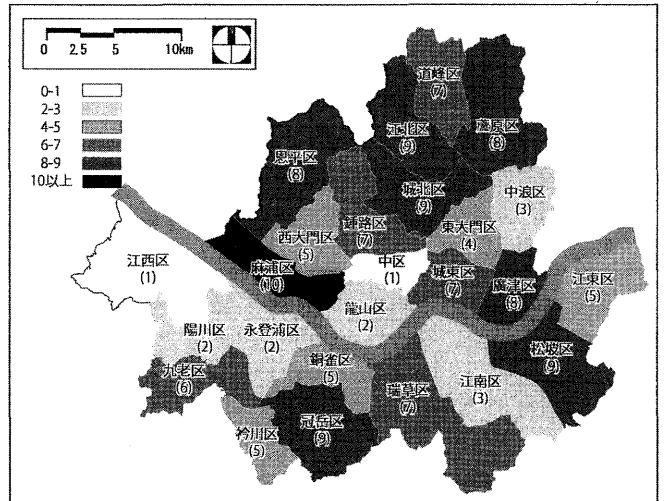 0 2.5 5 10km
0-1
2-3
4-5
6-7
8-9
10以上
道峰区
(7)
江北区
(9)
蘆原区
(8)
恩平区
(8)
城北区
(9)
中浪区
(3)
西大門区
(5)
鍾路区
(7)
東大門区
(4)
江西区
(1)
麻浦区
(10)
中区
(1)
城東区
(7)
廣津区
(8)
江東区
(5)
龍山区
(2)
陽川区
(2)
永登浦区
(2)
松坡区
(9)
九老区
(6)
銅雀区
(5)
瑞草区
(7)
江南区
(3)
衿川区
(5)
冠岳区
(9)